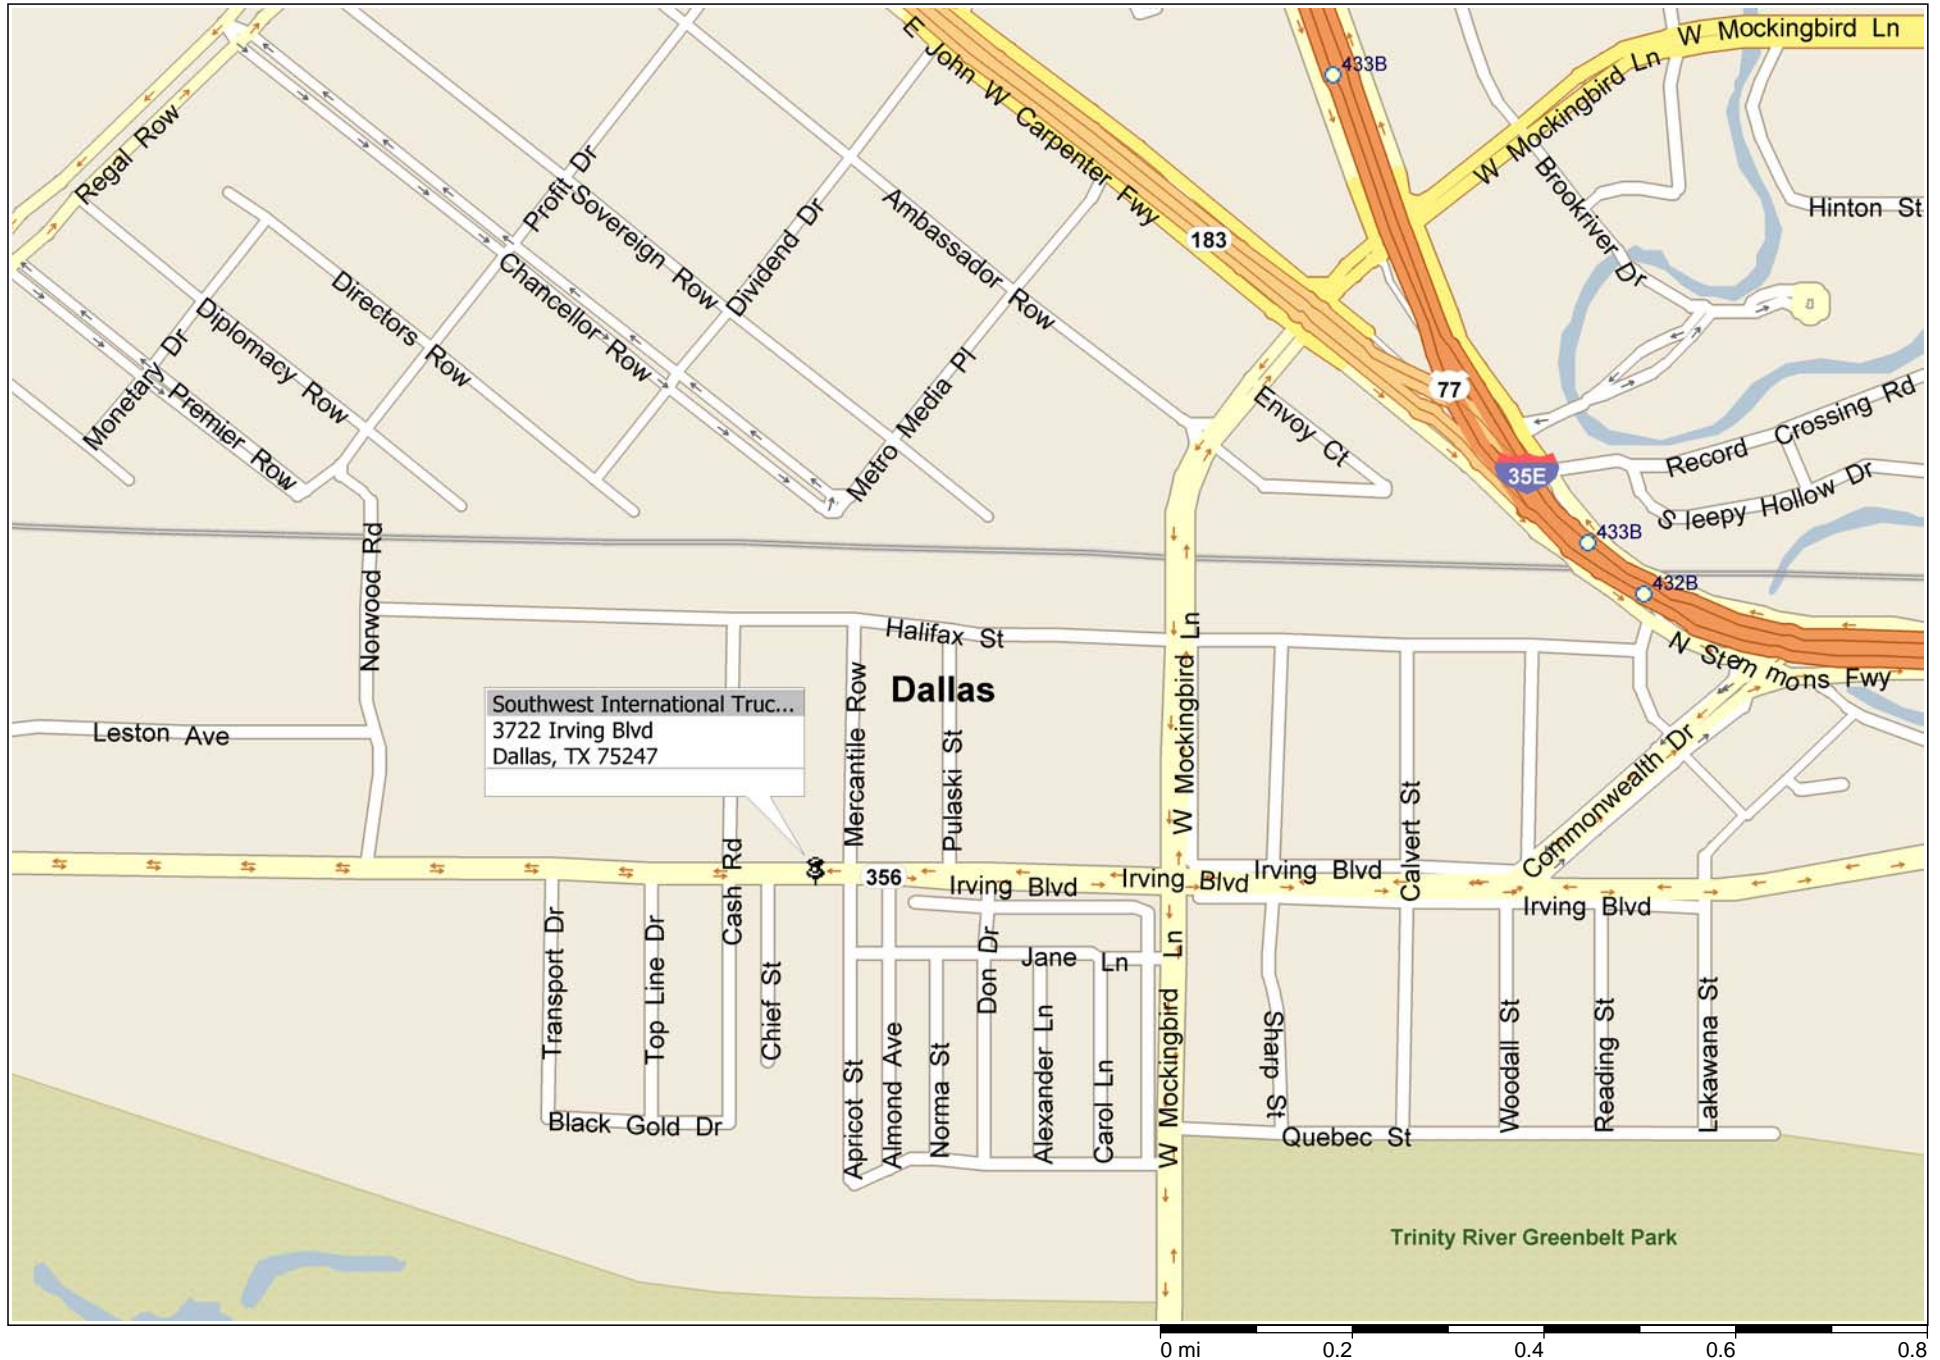 W Mockingbird Ln
E John W Carpenter Fwy
433B
W Mockingbird Ln
Regal Row
Profit Dr
Sovereign Row
Dividend Dr
Ambassador Row
183
Brookriver Dr
Hinton St
Chancellor Row
Directors Row
Diplomacy Row
Monetary Dr
Premier Row
Metro Media Pl
Envoy Ct
77
35E
Record Crossing Rd
Sleepy Hollow Dr
433B
432B
Norwood Rd
Halifax St
W Mockingbird Ln
N Stemmons Fwy
Dallas
Southwest International Truc...
3722 Irving Blvd
Dallas, TX 75247
Leston Ave
Mercantile Row
Pulaski St
Calvert St
Commonwealth Dr
Cash Rd
356
Irving Blvd
Irving Blvd
Irving Blvd
Irving Blvd
Transport Dr
Top Line Dr
Chief St
Don Dr
Jane Ln
Apricot St
Almond Ave
Norma St
Alexander Ln
Carol Ln
W Mockingbird Ln
Shard St
Woodall St
Reading St
Lakawana St
Black Gold Dr
Quebec St
Trinity River Greenbelt Park
0 mi 0.2 0.4 0.6 0.8